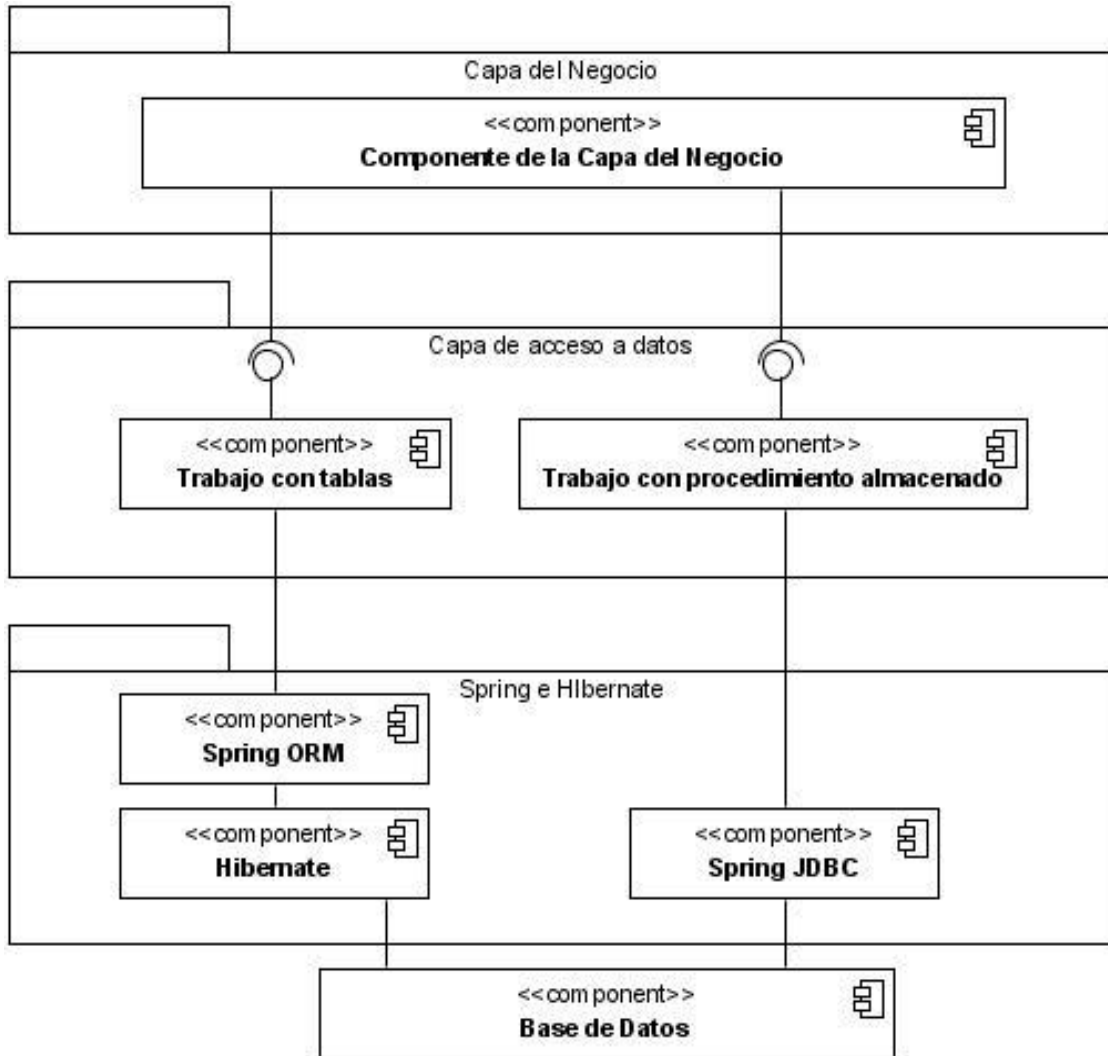 Capa del Negocio
<<component>>
Componente de la Capa del Negocio
Capa de acceso a datos
<<component>>
Trabajo con tablas
<<component>>
Trabajo con procedimiento almacenado
Spring e HIbernate
<<component>>
Spring ORM
<<component>>
Hibernate
<<component>>
Spring JDBC
<<component>>
Base de Datos